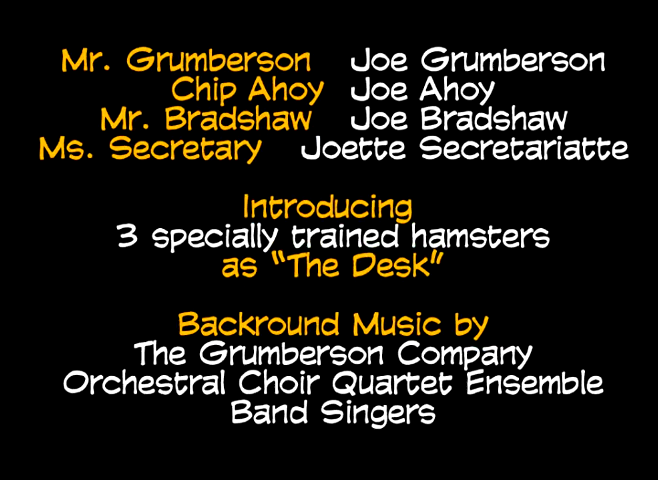 Mr. Grumberson Joe Grumberson
Chip Ahoy Joe Ahoy
Mr. Bradshaw Joe Bradshaw
Ms. Secretary Joette Secretariatte
Introducing
3 specially trained hamsters
as “The Desk”
Backround Music by
The Grumberson Company
Orchestral Choir Quartet Ensemble
Band Singers